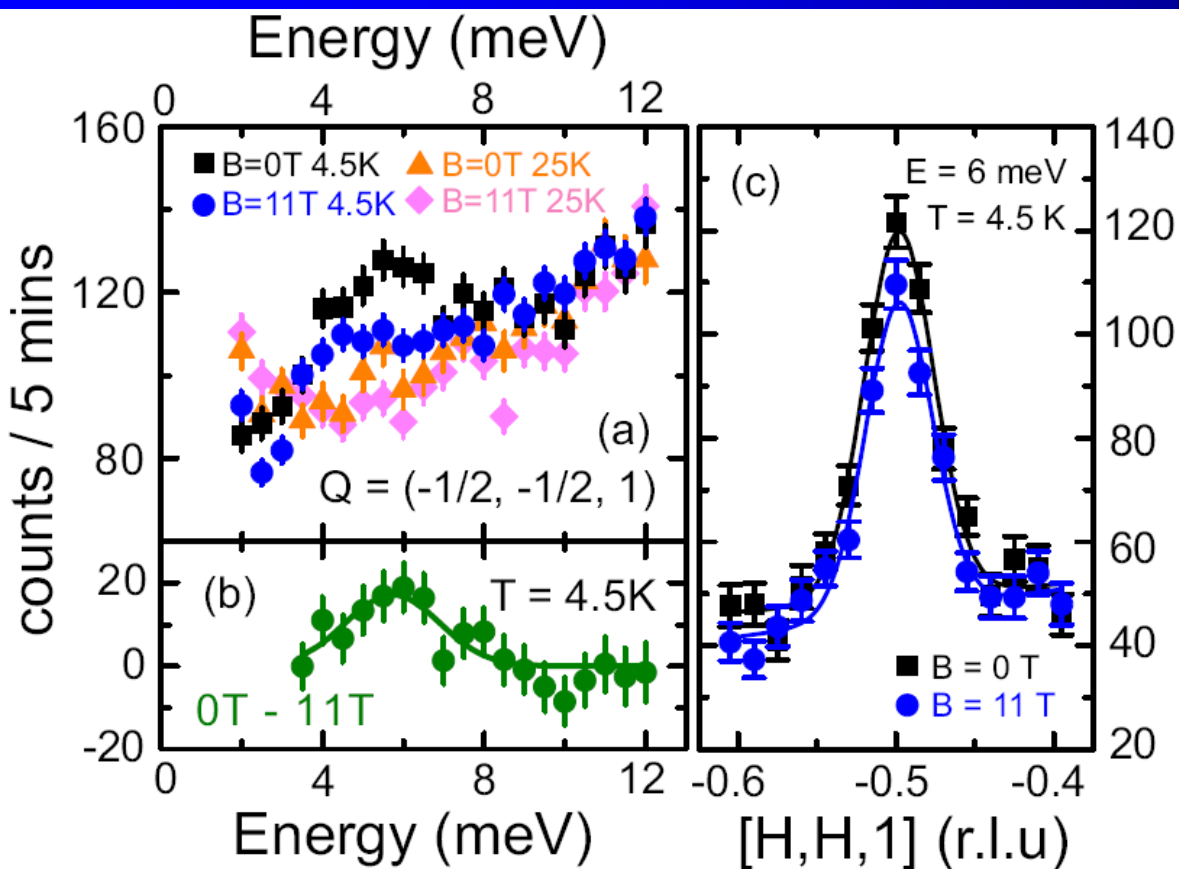 Energy (meV)
0 4 8 12
160
120
80
counts / 5 mins
B=0T 4.5K B=0T 25K
B=11T 4.5K B=11T 25K
(a)
Q = (-1/2, -1/2, 1)
20
0
-20
(b)
T = 4.5K
0T - 11T
0 4 8 12
Energy (meV)
(c)
E = 6 meV
T = 4.5 K
B = 0 T
B = 11 T
140
120
100
80
60
40
20
-0.6 -0.5 -0.4
[H,H,1] (r.l.u)